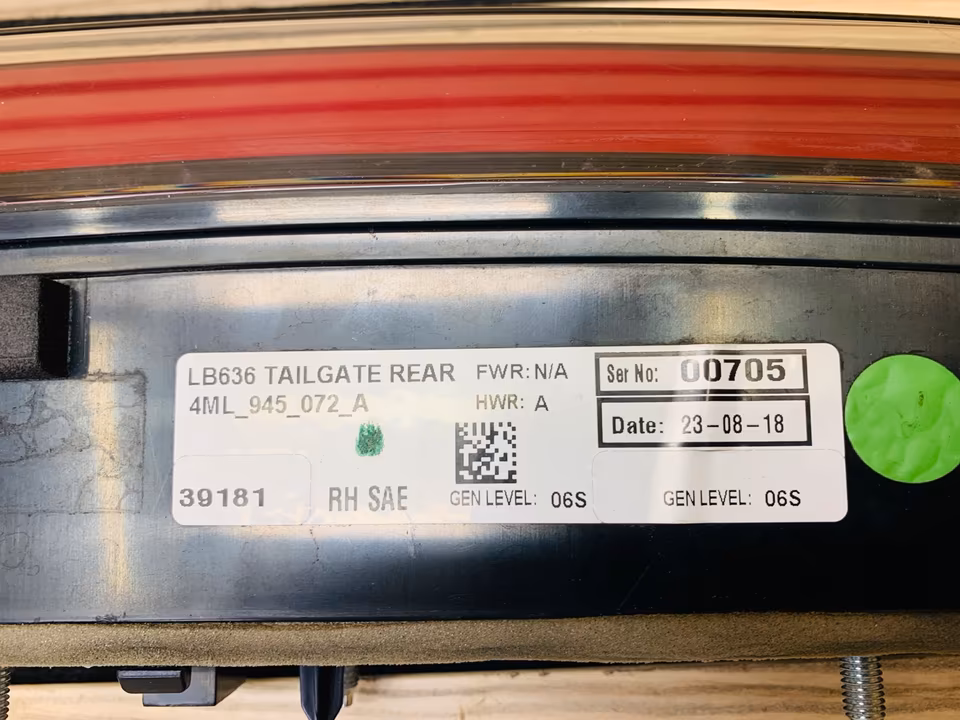 LB636 TAILGATE REAR
4ML_945_072_A
FWR: N/A
HWR: A
Ser No: 00705
Date: 23-08-18
39181
RH SAE
GEN LEVEL: 06S
GEN LEVEL: 06S